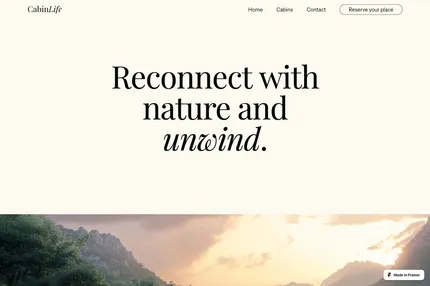 CabinLife
Home Cabins Contact Reserve your place
Reconnect with
nature and
unwind.
Made in Framer